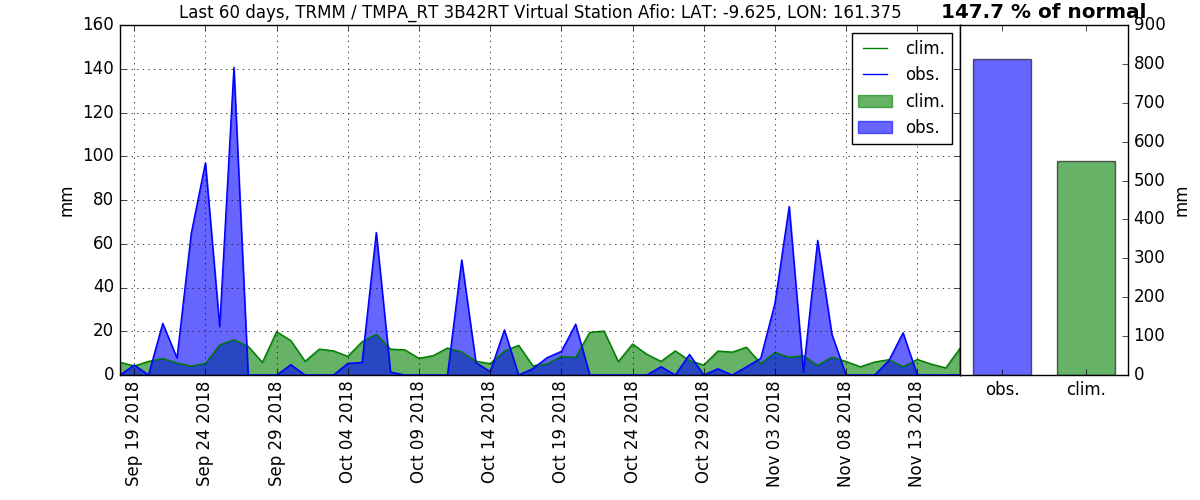 Last 60 days, TRMM / TMPA_RT 3B42RT Virtual Station Afio: LAT: -9.625, LON: 161.375
147.7 % of normal
160
140
120
100
80
60
40
20
0
mm
clim.
obs.
clim.
obs.
Sep 19 2018
Sep 24 2018
Sep 29 2018
Oct 04 2018
Oct 09 2018
Oct 14 2018
Oct 19 2018
Oct 24 2018
Oct 29 2018
Nov 03 2018
Nov 08 2018
Nov 13 2018
900
800
700
600
500
400
300
200
100
0
mm
obs.
clim.